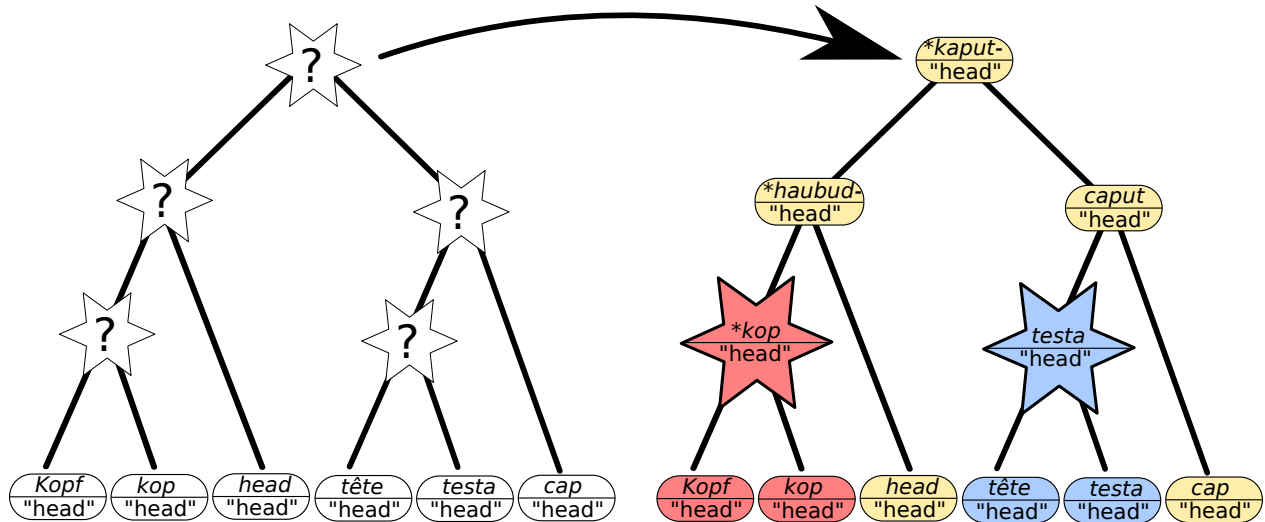 ?
*kaput-
"head"
?
?
*haubud-
"head"
caput
"head"
?
?
*kop
"head"
testa
"head"
Kopf
"head"
kop
"head"
head
"head"
tête
"head"
testa
"head"
cap
"head"
Kopf
"head"
kop
"head"
head
"head"
tête
"head"
testa
"head"
cap
"head"